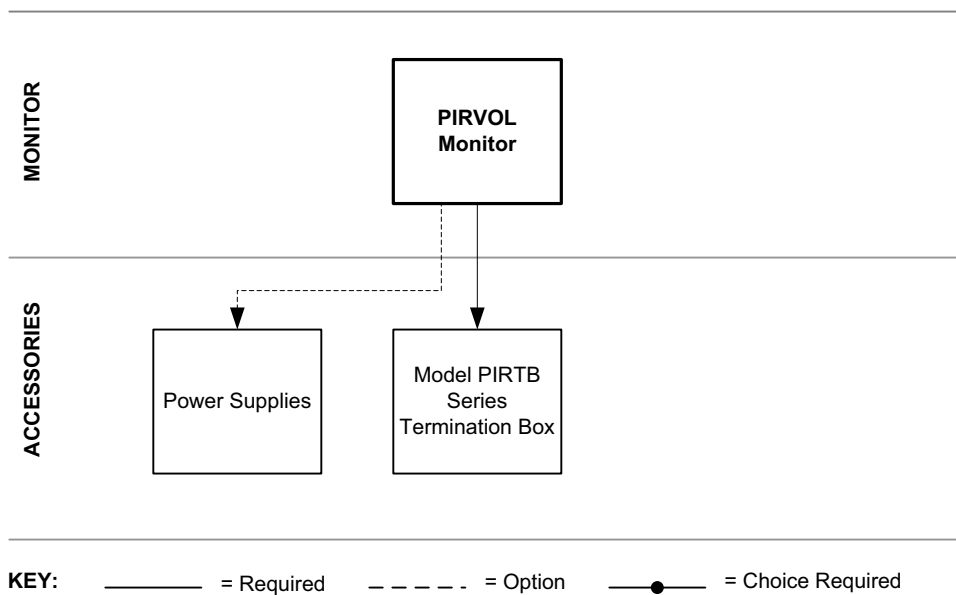 MONITOR
PIRVOL
Monitor
ACCESSORIES
Power Supplies
Model PIRTB
Series
Termination Box
KEY: = Required = Option = Choice Required